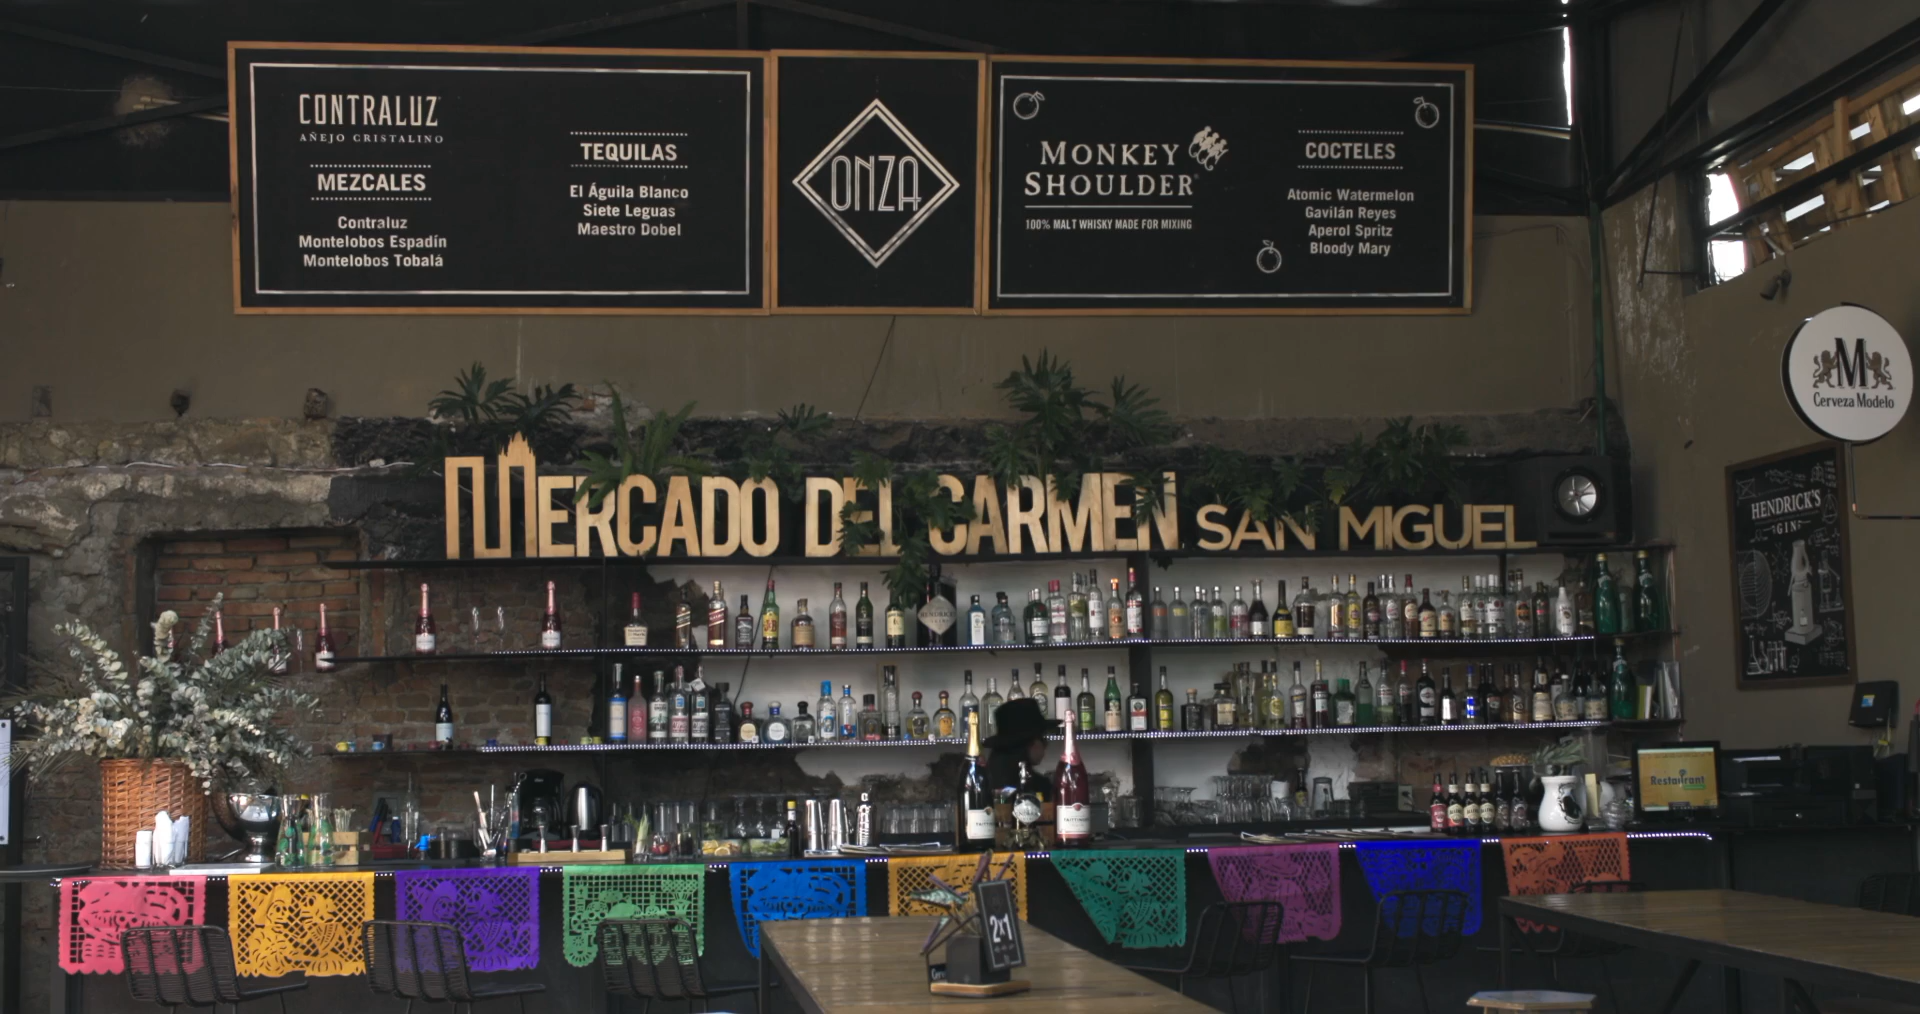 CONTRALUZ
AÑEJO CRISTALINO
MEZCALES
Contraluz
Montelobos Espadín
Montelobos Tobalá
TEQUILAS
El Águila Blanco
Siete Leguas
Maestro Dobel
ONZA
MONKEY
SHOULDER
100% MALT WHISKY MADE FOR MIXING
COCTELES
Atomic Watermelon
Gavilán Reyes
Aperol Spritz
Bloody Mary
M
Cerveza Modelo
MERCADO DEL CARMEN SAN MIGUEL
HENDRICK'S
GIN
HENDRICK'S
Restaurant
2x1